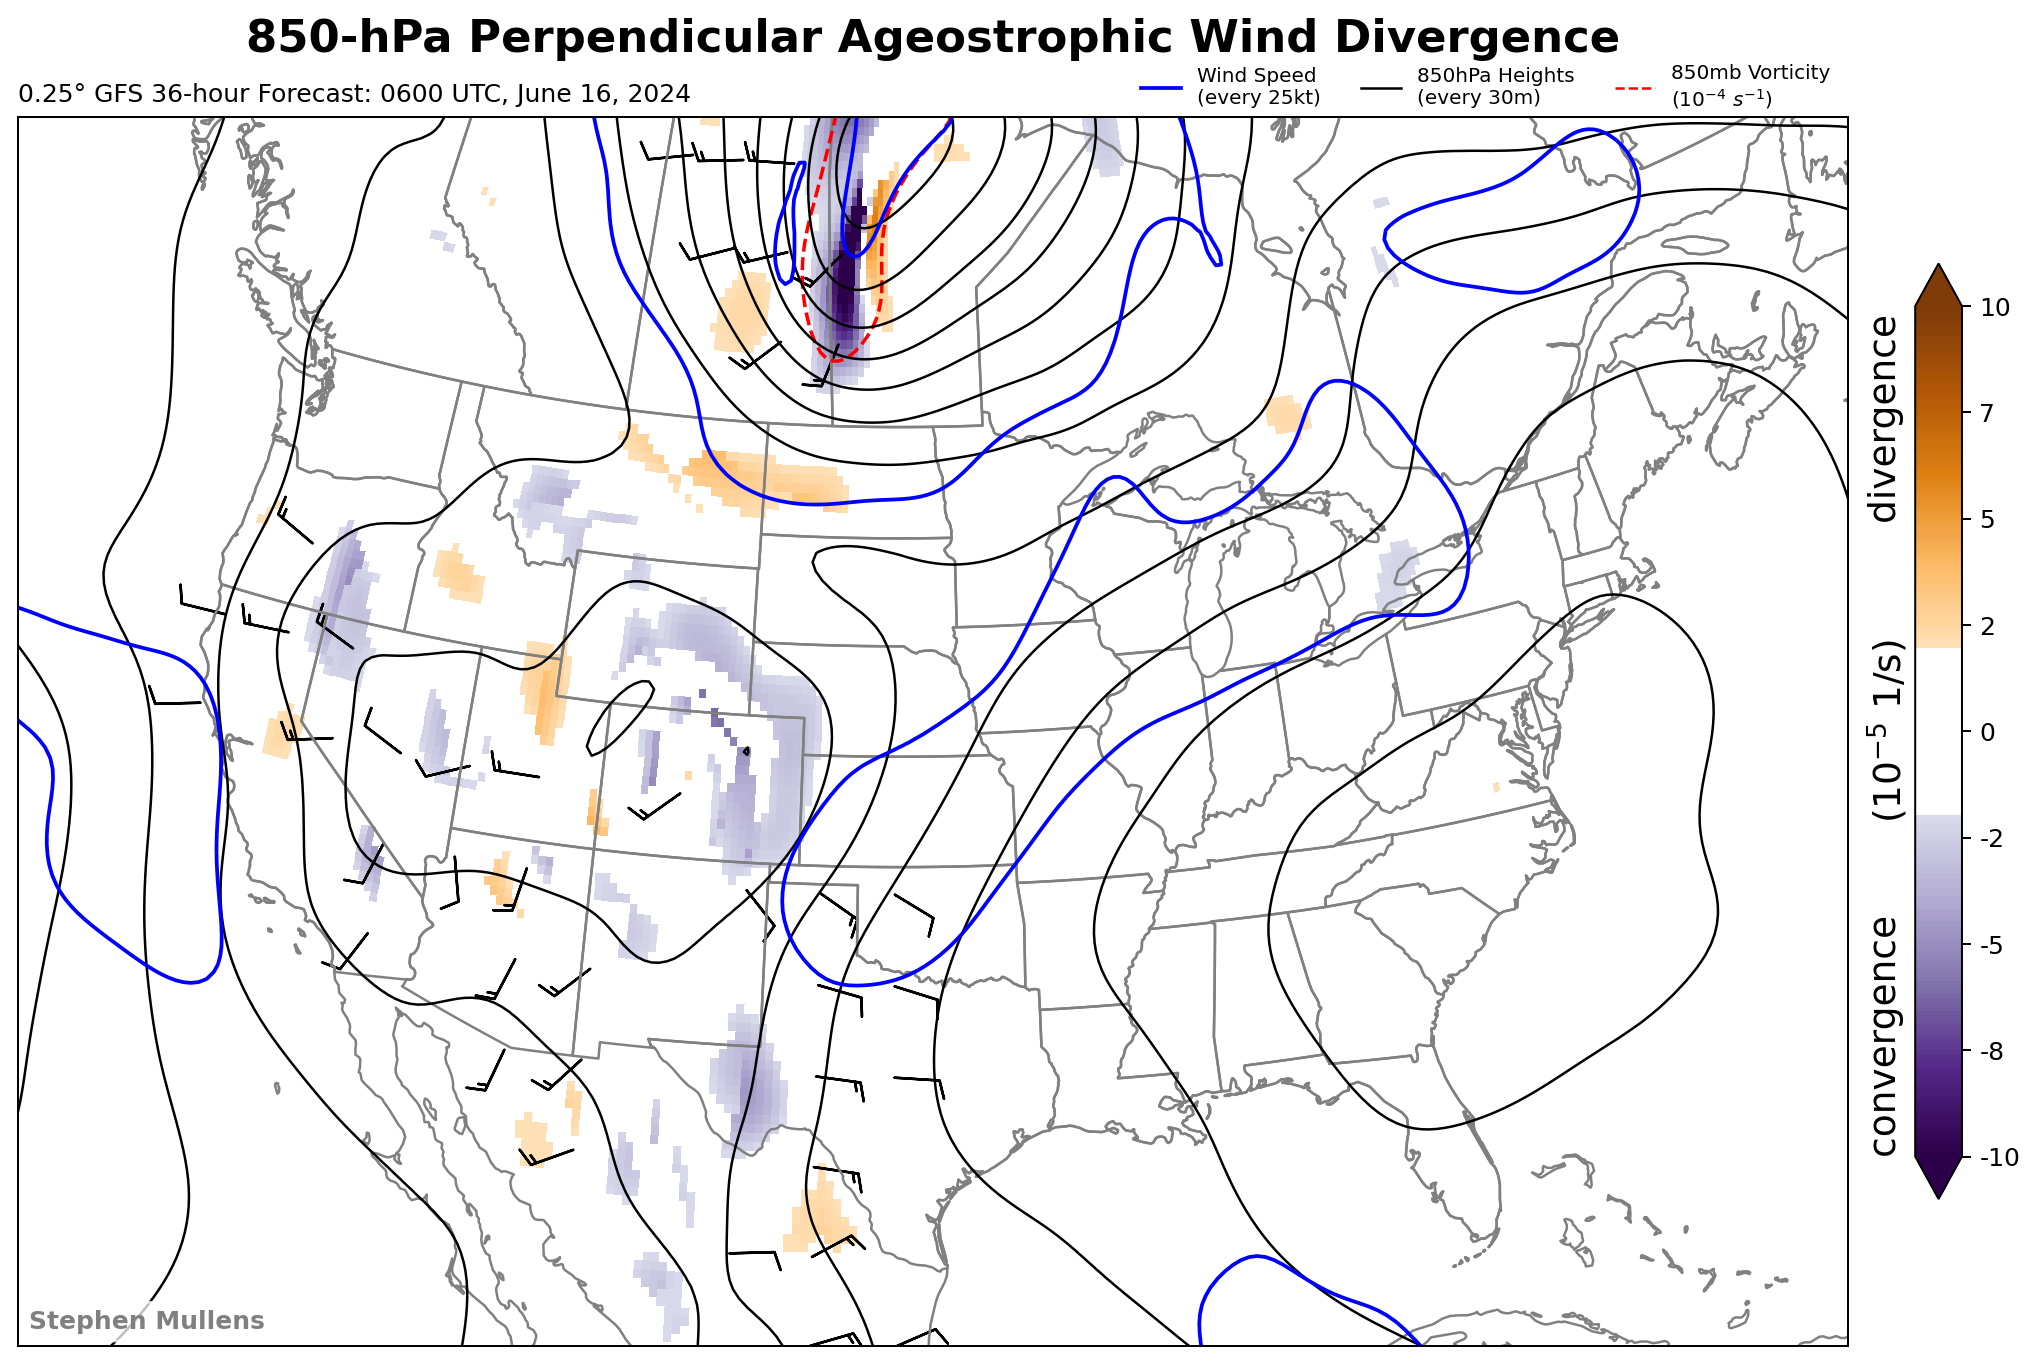 850-hPa Perpendicular Ageostrophic Wind Divergence
0.25° GFS 36-hour Forecast: 0600 UTC, June 16, 2024
Wind Speed
(every 25kt)
850hPa Heights
(every 30m)
850mb Vorticity
(10⁻⁴ s⁻¹)
10
7
5
2
0
-2
-5
-8
-10
convergence (10⁻⁵ 1/s) divergence
Stephen Mullens